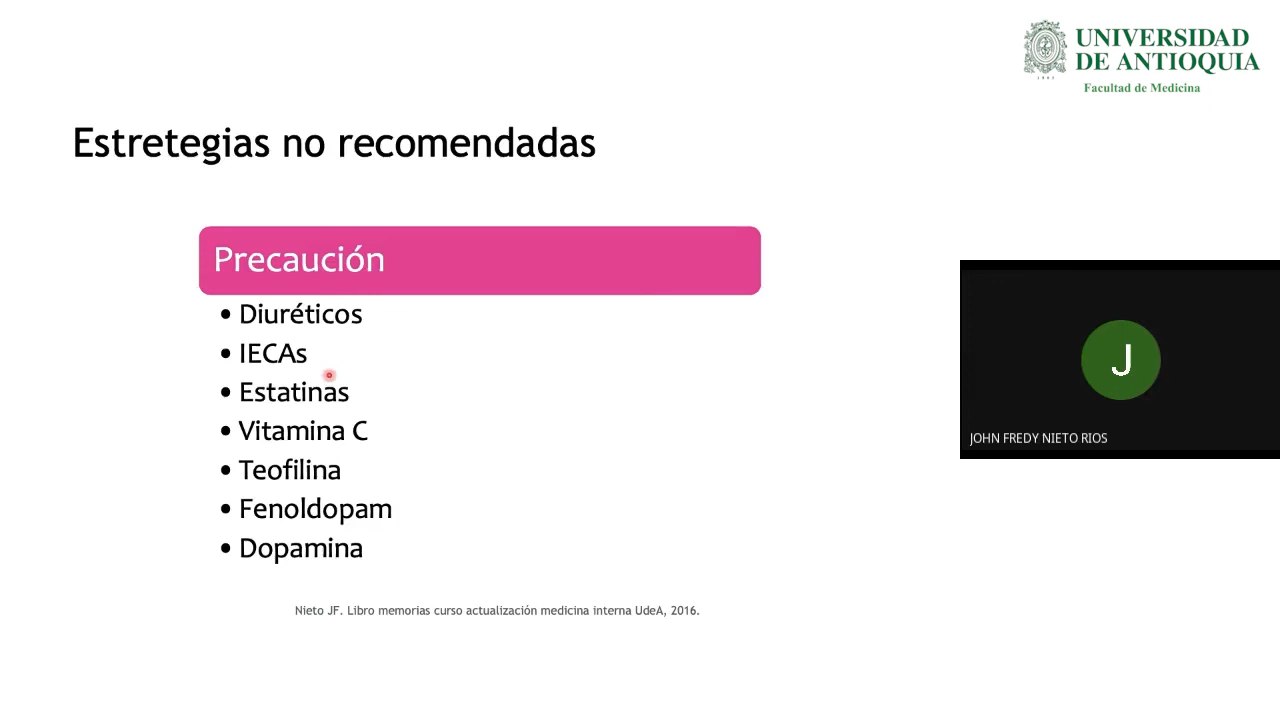 UNIVERSIDAD
DE ANTIOQUIA
Facultad de Medicina
Estretegias no recomendadas
Precaución
• Diuréticos
• IECAs
• Estatinas
• Vitamina C
• Teofilina
• Fenoldopam
• Dopamina
J
JOHN FREDY NIETO RIOS
Nieto JF. Libro memorias curso actualización medicina interna UdeA, 2016.